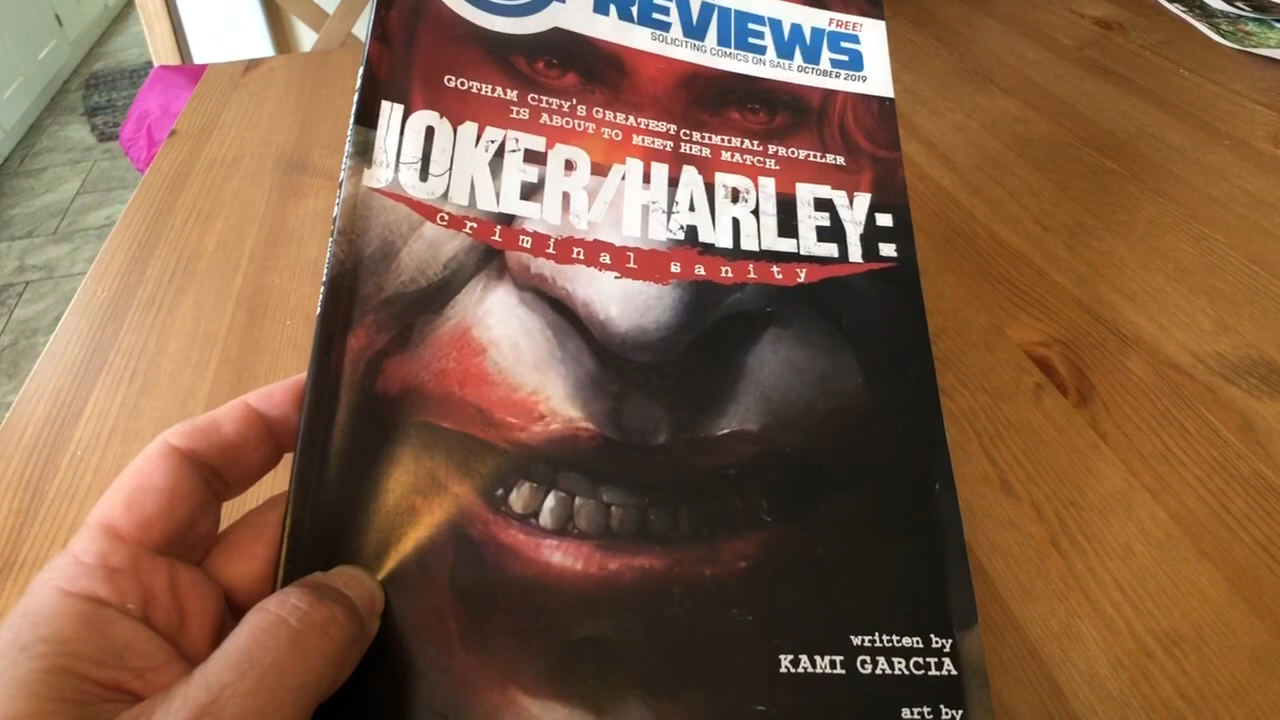 REVIEWS
FREE!
SOLICITING COMICS ON SALE OCTOBER 2019
GOTHAM CITY'S GREATEST CRIMINAL PROFILER
IS ABOUT TO MEET HER MATCH.
JOKER/HARLEY:
criminal sanity
written by
KAMI GARCIA
art by